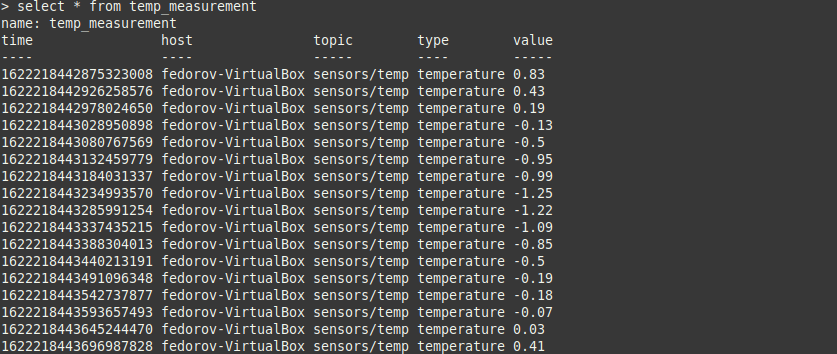 > select * from temp_measurement
name: temp_measurement
time                host               topic        type        value
----                ----               -----        ----        -----
1622218442875323008 fedorov-VirtualBox sensors/temp temperature 0.83
1622218442926258576 fedorov-VirtualBox sensors/temp temperature 0.43
1622218442978024650 fedorov-VirtualBox sensors/temp temperature 0.19
1622218443028950898 fedorov-VirtualBox sensors/temp temperature -0.13
1622218443080767569 fedorov-VirtualBox sensors/temp temperature -0.5
1622218443132459779 fedorov-VirtualBox sensors/temp temperature -0.95
1622218443184031337 fedorov-VirtualBox sensors/temp temperature -0.99
1622218443234993570 fedorov-VirtualBox sensors/temp temperature -1.25
1622218443285991254 fedorov-VirtualBox sensors/temp temperature -1.22
1622218443337435215 fedorov-VirtualBox sensors/temp temperature -1.09
1622218443388304013 fedorov-VirtualBox sensors/temp temperature -0.85
1622218443440213191 fedorov-VirtualBox sensors/temp temperature -0.5
1622218443491096348 fedorov-VirtualBox sensors/temp temperature -0.19
1622218443542737877 fedorov-VirtualBox sensors/temp temperature -0.18
1622218443593657493 fedorov-VirtualBox sensors/temp temperature -0.07
1622218443645244470 fedorov-VirtualBox sensors/temp temperature 0.03
1622218443696987828 fedorov-VirtualBox sensors/temp temperature 0.41